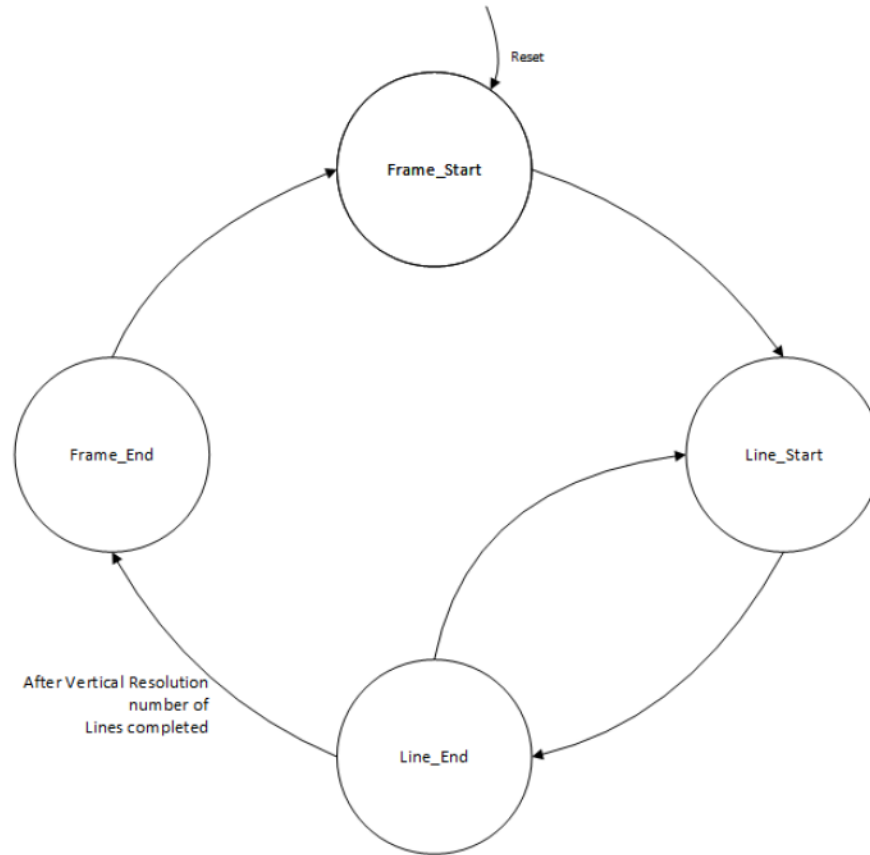 Reset
Frame_Start
Frame_End
Line_Start
After Vertical Resolution
number of
Lines completed
Line_End